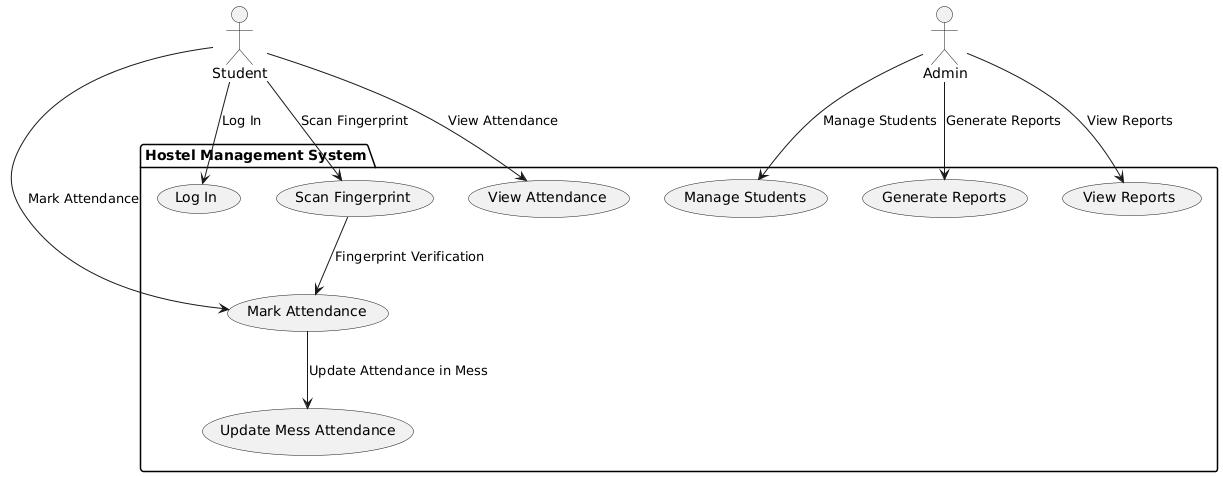 Student
Admin
Log In
Scan Fingerprint
View Attendance
Manage Students
Generate Reports
View Reports
Hostel Management System
Mark Attendance
Log In
Scan Fingerprint
View Attendance
Manage Students
Generate Reports
View Reports
Fingerprint Verification
Mark Attendance
Update Attendance in Mess
Update Mess Attendance